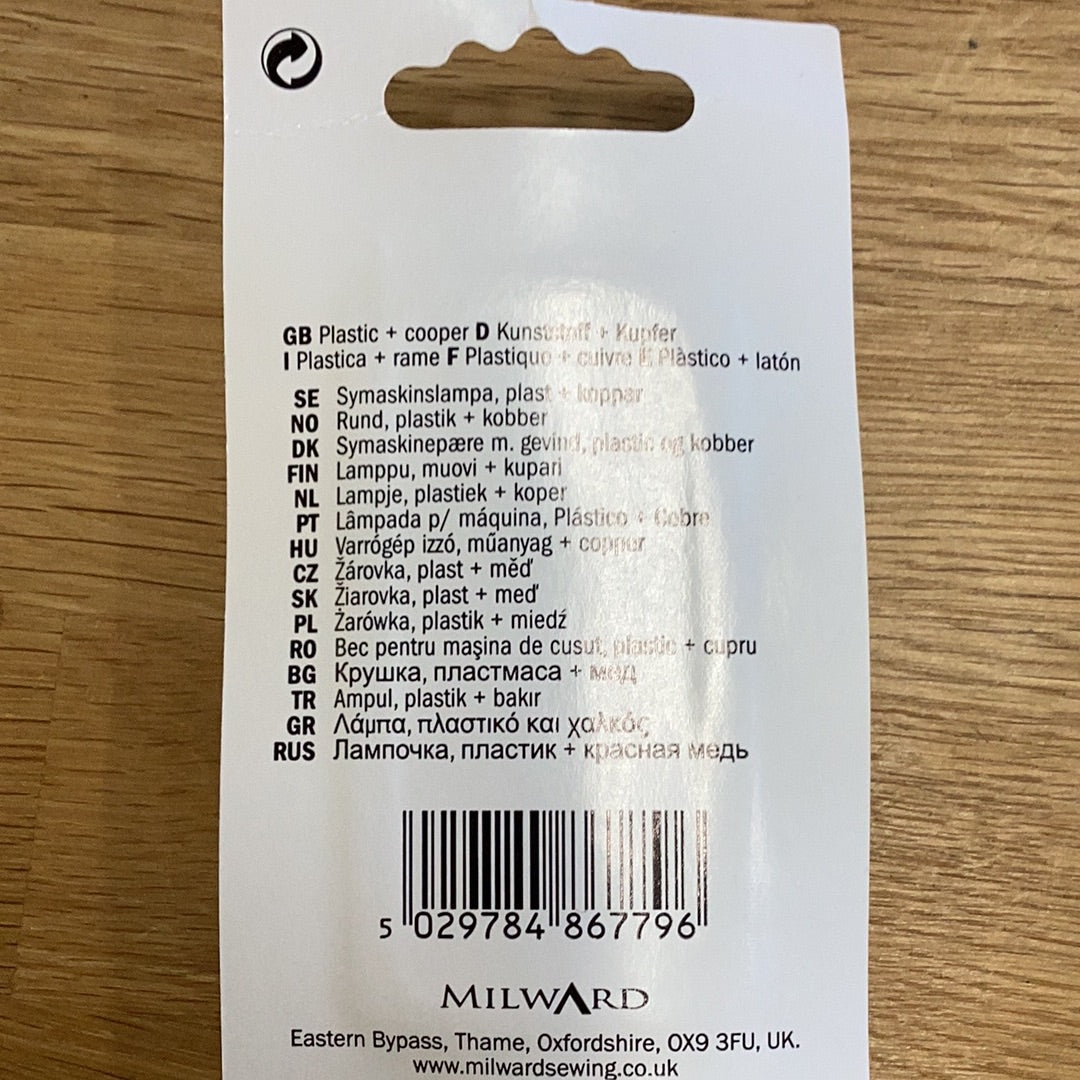 GB Plastic + cooper D Kunststoff + Kupfer
I Plastica + rame F Plastique + cuivre E Plàstico + latón
SE Symaskinslampa, plast + koppar
NO Rund, plastik + kobber
DK Symaskinepære m. gevind, plastic og kobber
FIN Lamppu, muovi + kupari
NL Lampje, plastiek + koper
PT Lâmpada p/ máquina, Plástico + Cobre
HU Varrógép izzó, műanyag + copper
CZ Žárovka, plast + měď
SK Žiarovka, plast + meď
PL Żarówka, plastik + miedź
RO Bec pentru maşina de cusut, plastic + cupru
BG Крушка, пластмаса + мед
TR Ampul, plastik + bakır
GR Λάμπα, πλαστικό και χαλκός
RUS Лампочка, пластик + красная медь
5 029784 867796
MILWARD
Eastern Bypass, Thame, Oxfordshire, OX9 3FU, UK.
www.milwardsewing.co.uk